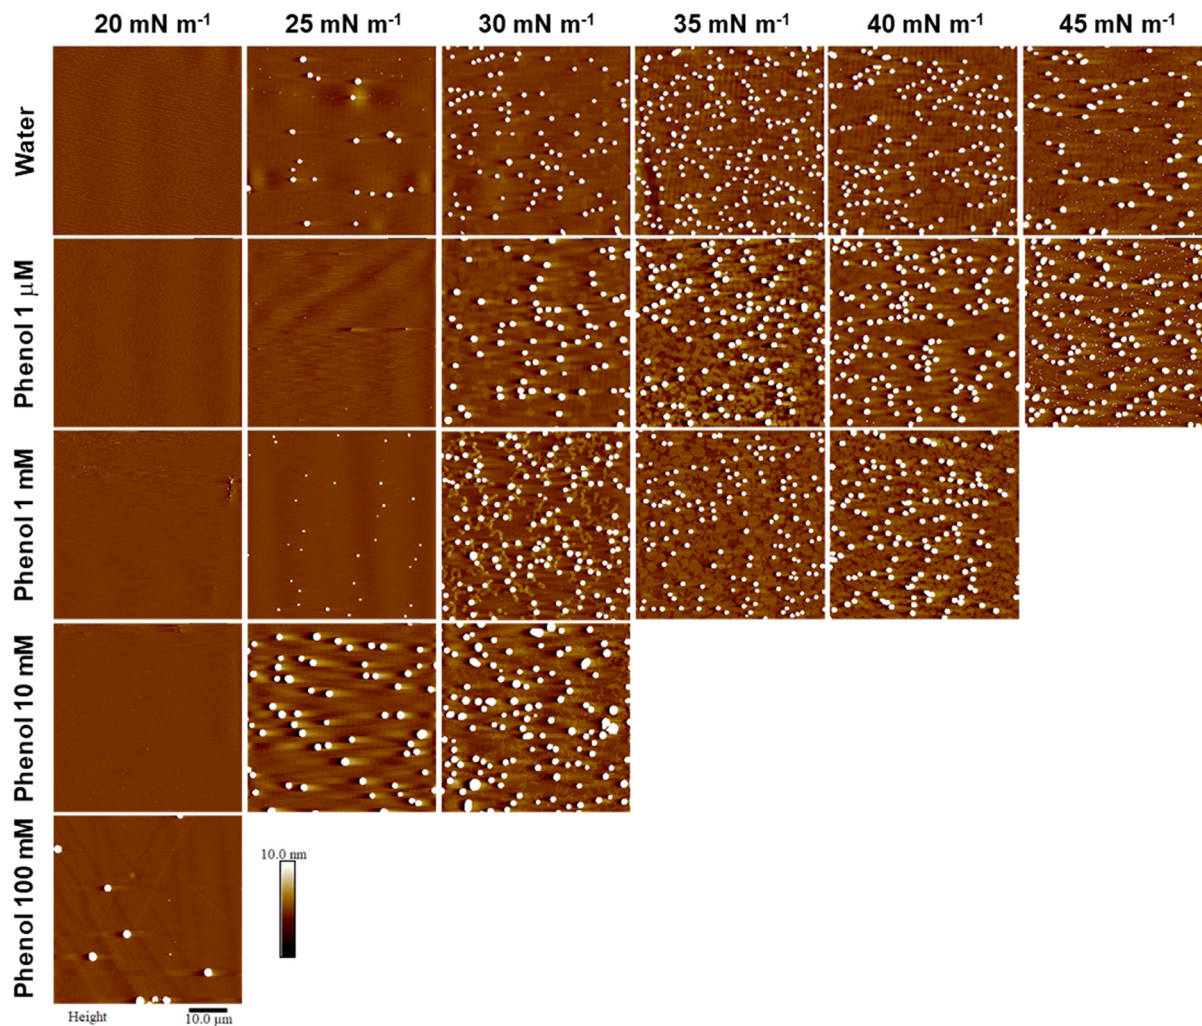 20 mN m⁻¹ 25 mN m⁻¹ 30 mN m⁻¹ 35 mN m⁻¹ 40 mN m⁻¹ 45 mN m⁻¹
Water
Phenol 1 μM
Phenol 1 mM
Phenol 10 mM
Phenol 100 mM
10.0 nm
Height
10.0 μm